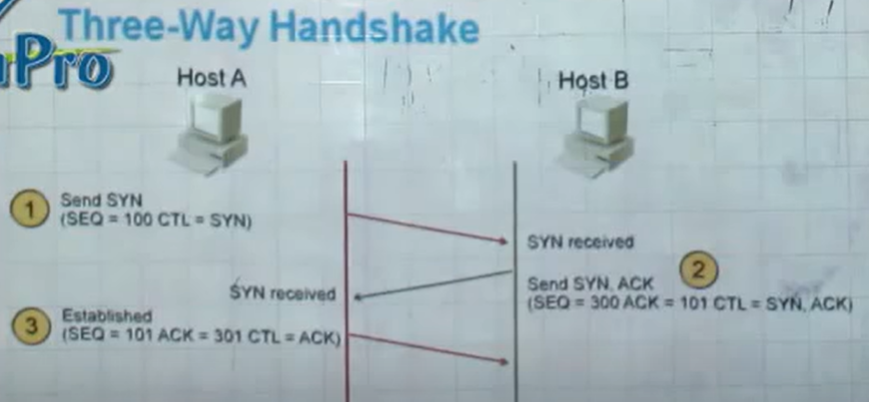 Three-Way Handshake
Pro
Host A
Host B
1
Send SYN
(SEQ = 100 CTL = SYN)
SYN received
2
Send SYN, ACK
(SEQ = 300 ACK = 101 CTL = SYN, ACK)
SYN received
3
Established
(SEQ = 101 ACK = 301 CTL = ACK)